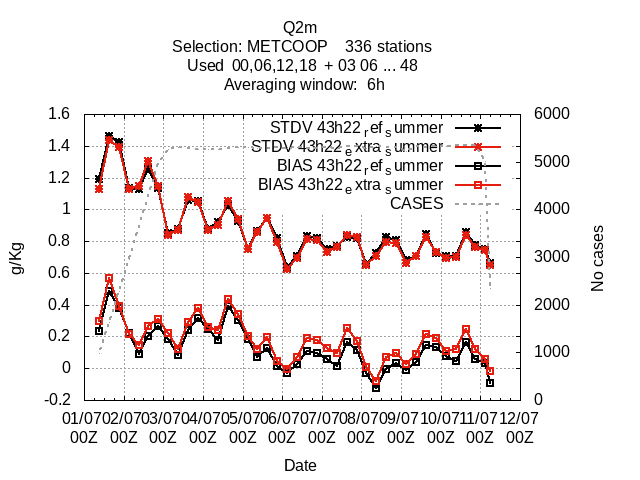 Q2m
Selection: METCOOP 336 stations
Used 00,06,12,18 + 03 06 ... 48
Averaging window: 6h
STDV 43h22refsummer
STDV 43h22extrasummer
BIAS 43h22refsummer
BIAS 43h22extrasummer
CASES
g/Kg
1.6
1.4
1.2
1
0.8
0.6
0.4
0.2
0
-0.2
No cases
6000
5000
4000
3000
2000
1000
0
01/07 02/07 03/07 04/07 05/07 06/07 07/07 08/07 09/07 10/07 11/07 12/07
00Z 00Z 00Z 00Z 00Z 00Z 00Z 00Z 00Z 00Z 00Z 00Z
Date